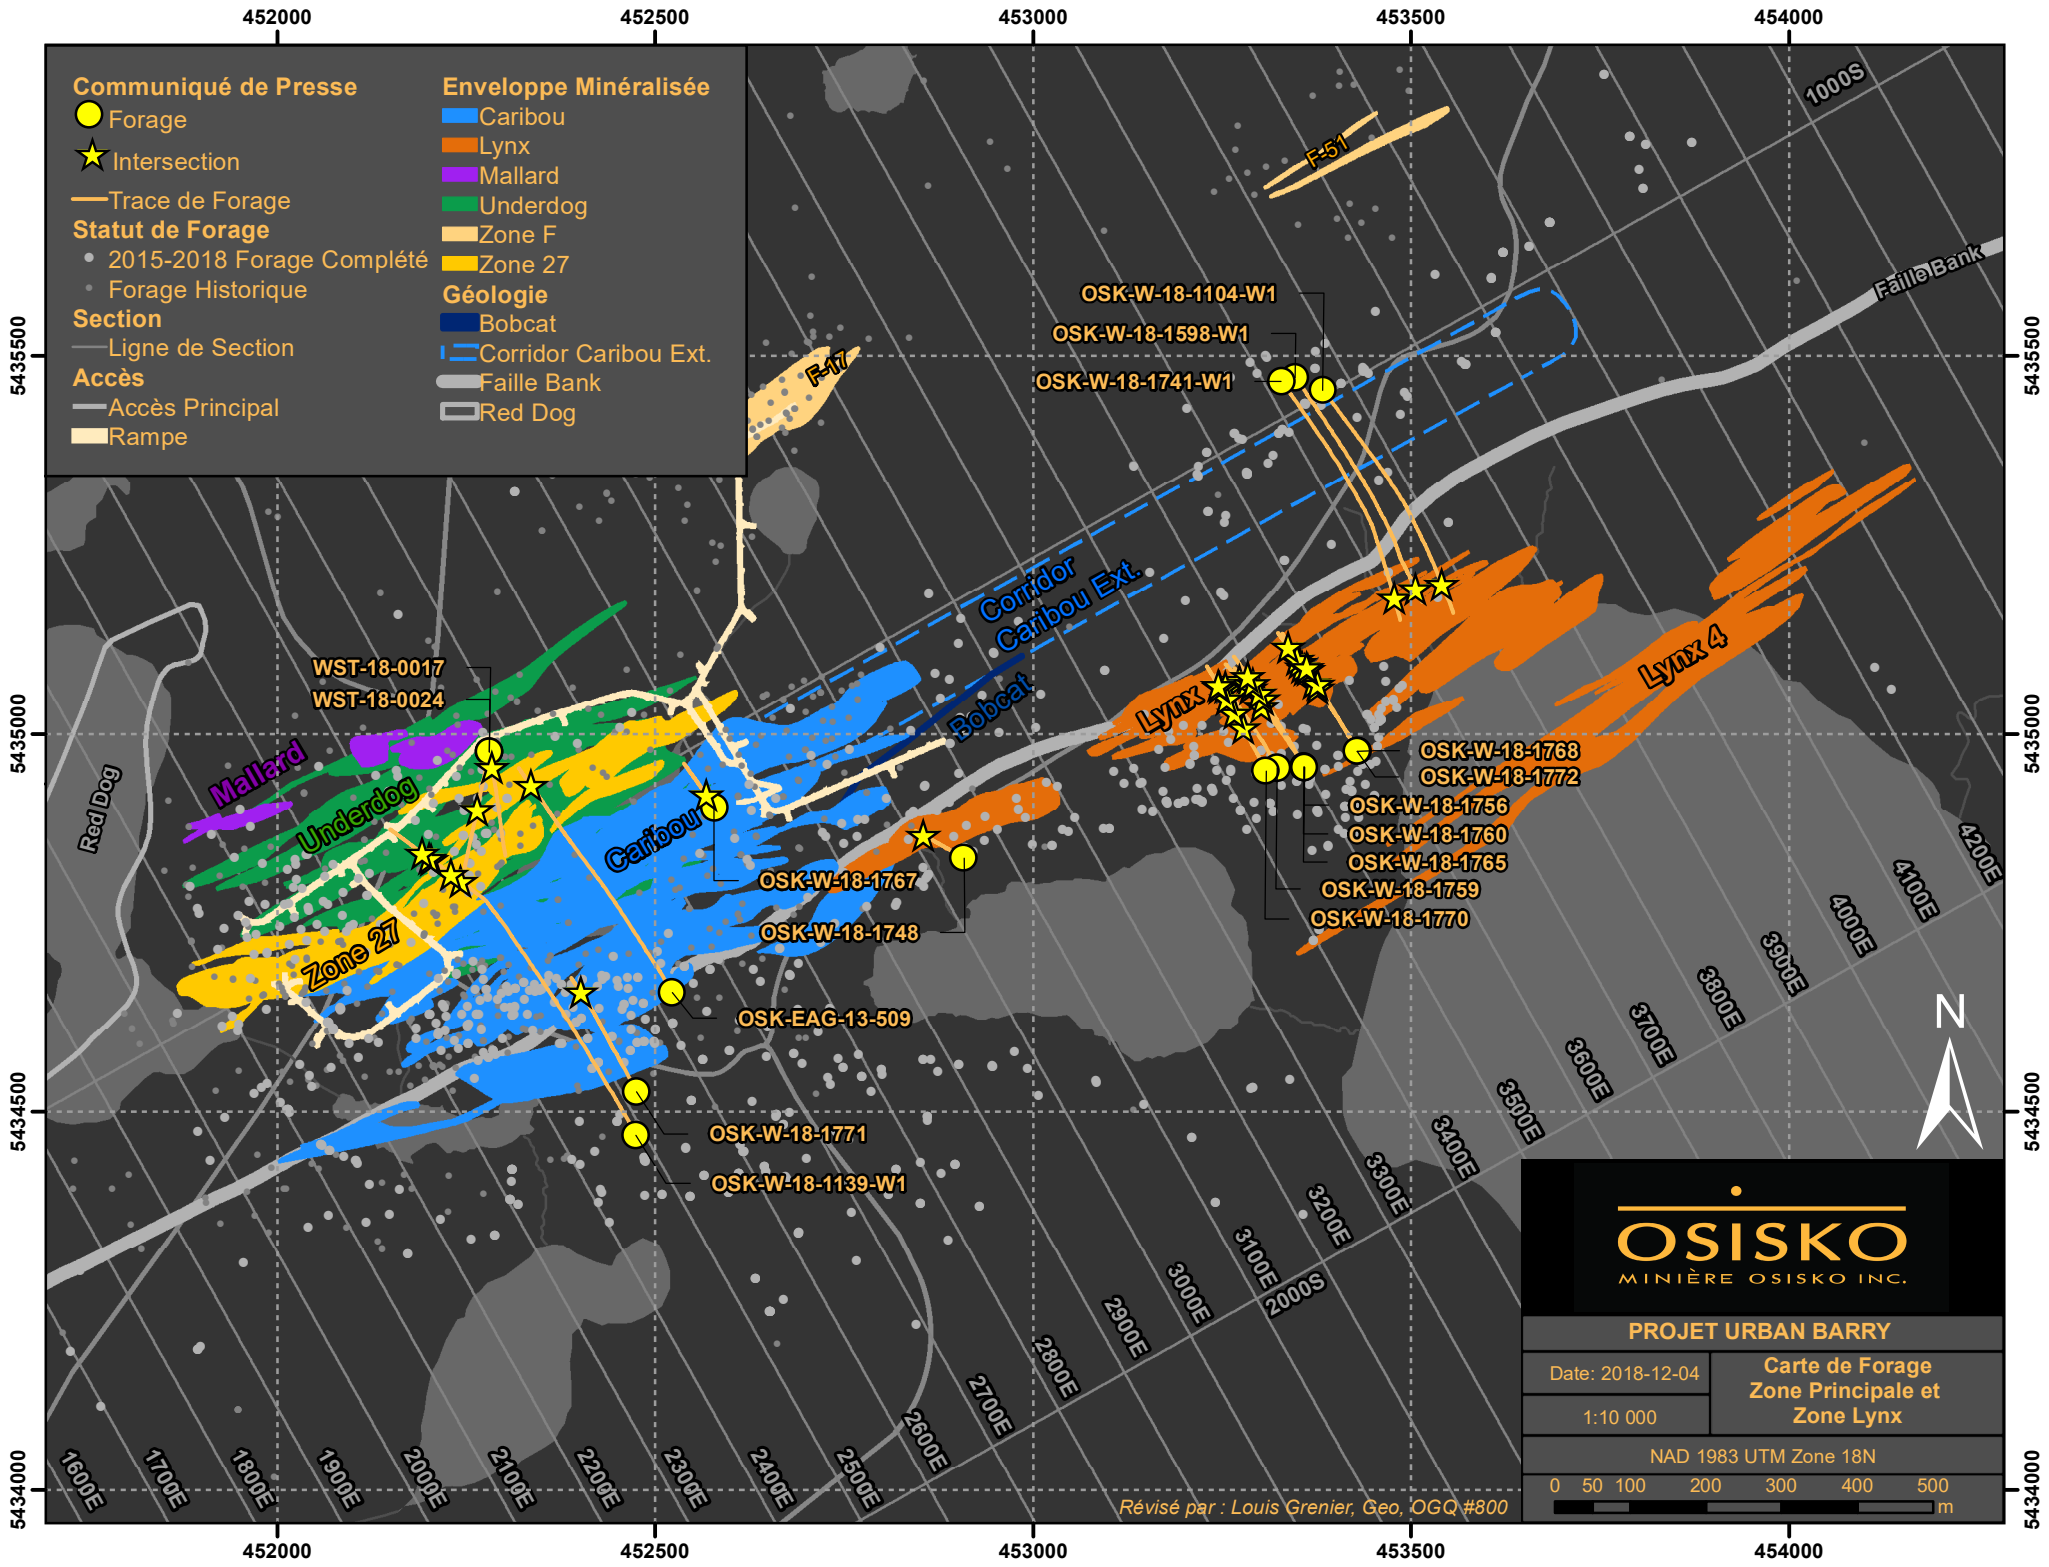 452000
452500
453000
453500
454000
Communiqué de Presse
Forage
Intersection
Trace de Forage
Statut de Forage
2015-2018 Forage Complété
Forage Historique
Section
Ligne de Section
Accès
Accès Principal
Rampe
Enveloppe Minéralisée
Caribou
Lynx
Mallard
Underdog
Zone F
Zone 27
Géologie
Bobcat
Corridor Caribou Ext.
Faille Bank
Red Dog
1000S
F-51
Faille Bank
OSK-W-18-1104-W1
OSK-W-18-1598-W1
OSK-W-18-1741-W1
5435500
5435500
F-17
Corridor
Caribou Ext.
WST-18-0017
WST-18-0024
Lynx 4
Lynx
Bobcat
5435000
5435000
Mallard
Red Dog
Underdog
Caribou
OSK-W-18-1768
OSK-W-18-1772
OSK-W-18-1756
OSK-W-18-1760
OSK-W-18-1765
OSK-W-18-1759
OSK-W-18-1770
OSK-W-18-1767
OSK-W-18-1748
Zone 27
OSK-EAG-13-509
OSK-W-18-1771
OSK-W-18-1139-W1
5434500
5434500
N
4200E
4100E
4000E
3900E
3800E
3700E
3600E
3500E
3400E
3300E
3200E
3100E
3000E
2900E
2800E
2700E
2600E
2500E
2400E
2300E
2200E
2100E
2000E
1900E
1800E
1700E
1600E
2000S
OSISKO
MINIÈRE OSISKO INC.
PROJET URBAN BARRY
Date: 2018-12-04
1:10 000
Carte de Forage
Zone Principale et
Zone Lynx
NAD 1983 UTM Zone 18N
0 50 100 200 300 400 500
m
Révisé par : Louis Grenier, Geo, OGQ #800
5434000
5434000
452000
452500
453000
453500
454000